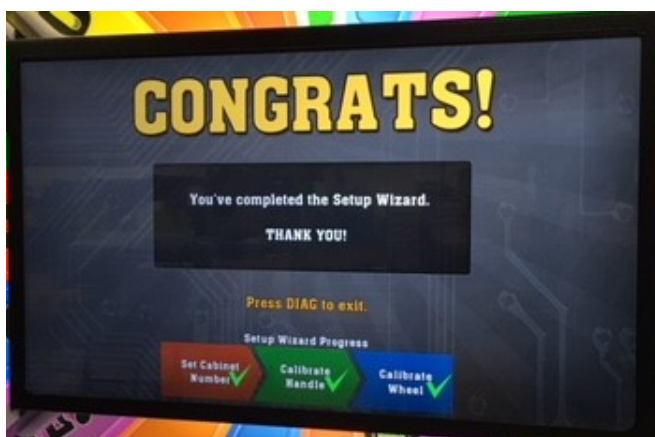 CONGRATS!
You've completed the Setup Wizard.
THANK YOU!
Press DIAG to exit.
Setup Wizard Progress
Set Cabinet
Number
Calibrate
Handle
Calibrate
Wheel